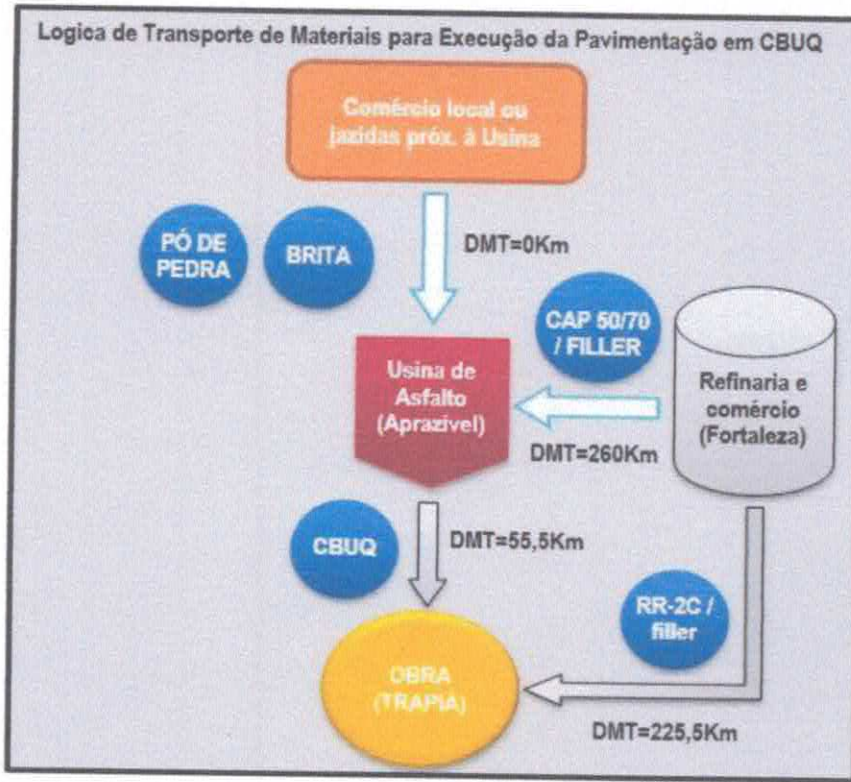 Logica de Transporte de Materiais para Execução da Pavimentação em CBUQ
Comércio local ou
jazidas próx. à Usina
PÓ DE
PEDRA
BRITA
DMT=0Km
CAP 50/70
/ FILLER
Usina de
Asfalto
(Aprazível)
Refinaria e
comércio
(Fortaleza)
DMT=260Km
CBUQ
DMT=55,5Km
RR-2C /
filler
OBRA
(TRAPIA)
DMT=225,5Km